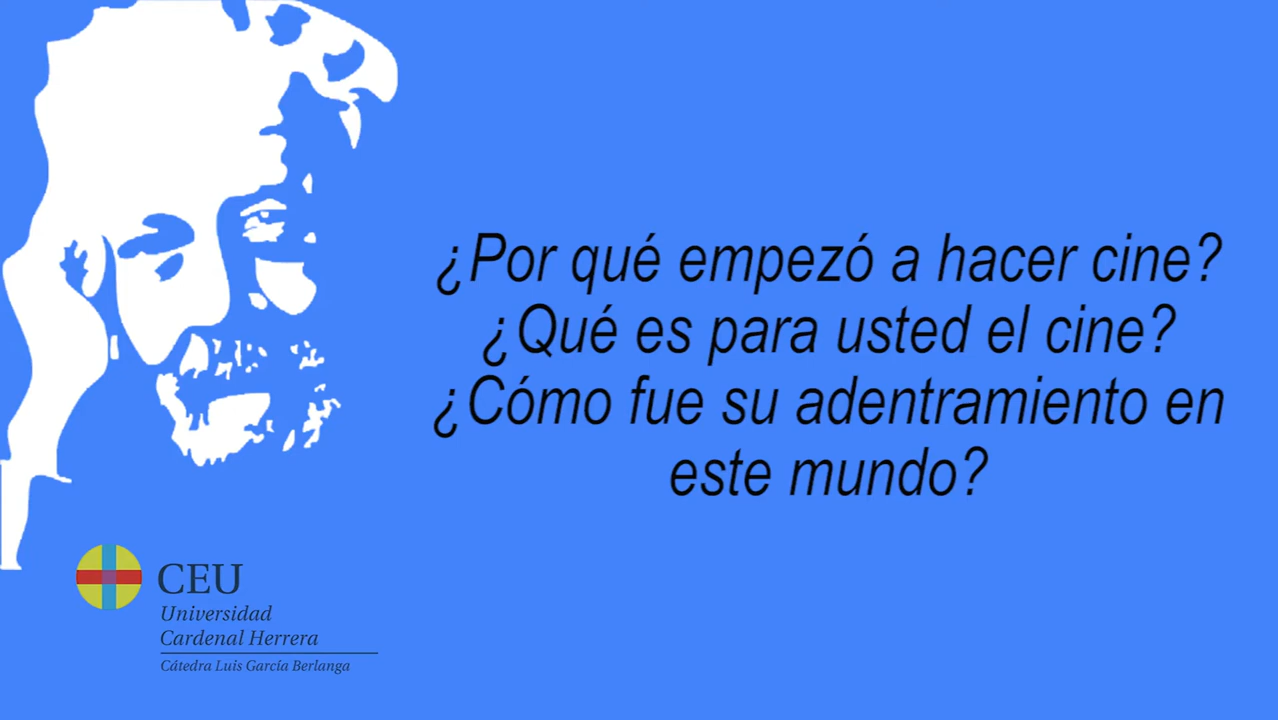 ¿Por qué empezó a hacer cine?
¿Qué es para usted el cine?
¿Cómo fue su adentramiento en
este mundo?
CEU
Universidad
Cardenal Herrera
Cátedra Luis García Berlanga